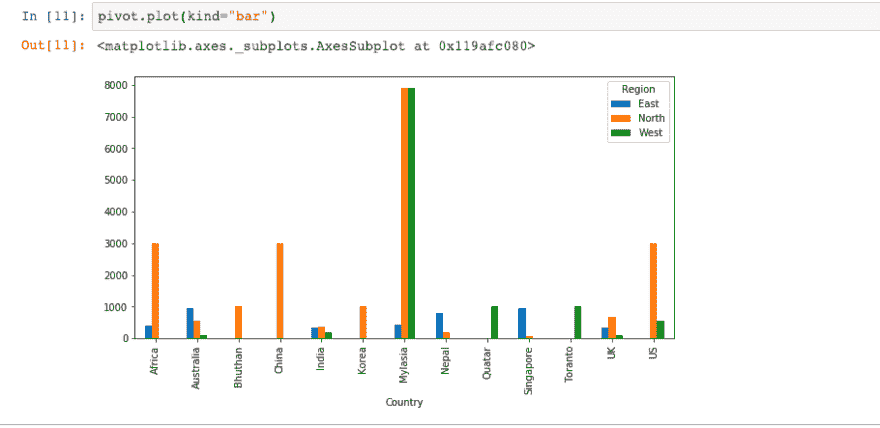 In [11]: pivot.plot(kind="bar")
Out[11]: <matplotlib.axes._subplots.AxesSubplot at 0x119afc080>
8000
7000
6000
5000
4000
3000
2000
1000
0
Region
East
North
West
Africa
Australia
Bhuthan
China
India
Korea
Mylasia
Nepal
Quatar
Singapore
Toranto
UK
US
Country